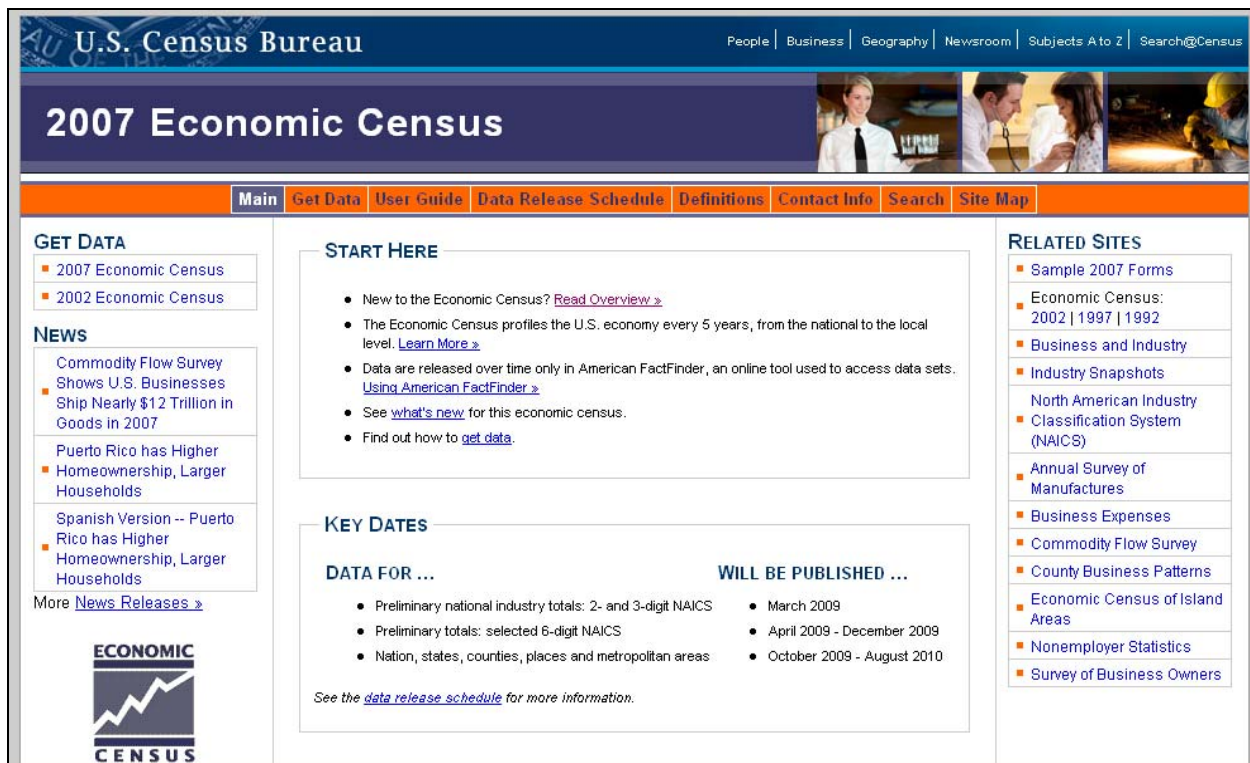 U.S. Census Bureau
People | Business | Geography | Newsroom | Subjects A to Z | Search@Census
2007 Economic Census
Main
Get Data
User Guide
Data Release Schedule
Definitions
Contact Info
Search
Site Map
GET DATA
2007 Economic Census
2002 Economic Census
NEWS
Commodity Flow Survey
Shows U.S. Businesses
Ship Nearly $12 Trillion in
Goods in 2007
Puerto Rico has Higher
Homeownership, Larger
Households
Spanish Version -- Puerto
Rico has Higher
Homeownership, Larger
Households
More News Releases »
ECONOMIC
CENSUS
START HERE
New to the Economic Census? Read Overview »
The Economic Census profiles the U.S. economy every 5 years, from the national to the local
level. Learn More »
Data are released over time only in American FactFinder, an online tool used to access data sets.
Using American FactFinder »
See what's new for this economic census.
Find out how to get data.
KEY DATES
DATA FOR ... WILL BE PUBLISHED ...
Preliminary national industry totals: 2- and 3-digit NAICS March 2009
Preliminary totals: selected 6-digit NAICS April 2009 - December 2009
Nation, states, counties, places and metropolitan areas October 2009 - August 2010
See the data release schedule for more information.
RELATED SITES
Sample 2007 Forms
Economic Census:
2002 | 1997 | 1992
Business and Industry
Industry Snapshots
North American Industry
Classification System
(NAICS)
Annual Survey of
Manufactures
Business Expenses
Commodity Flow Survey
County Business Patterns
Economic Census of Island
Areas
Nonemployer Statistics
Survey of Business Owners